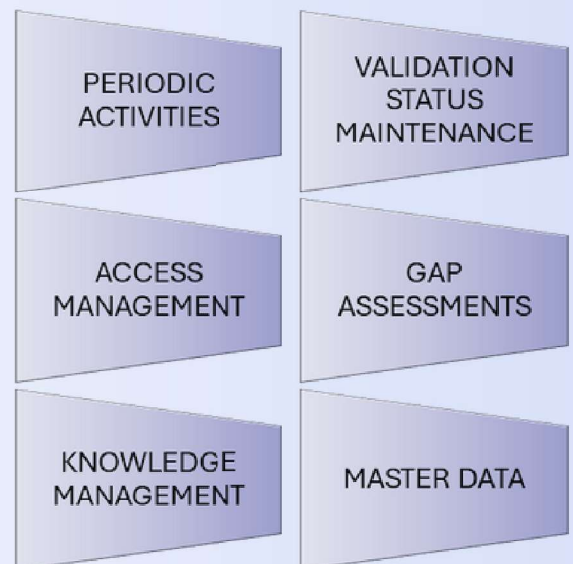 PERIODIC
ACTIVITIES
VALIDATION
STATUS
MAINTENANCE
ACCESS
MANAGEMENT
GAP
ASSESSMENTS
KNOWLEDGE
MANAGEMENT
MASTER DATA